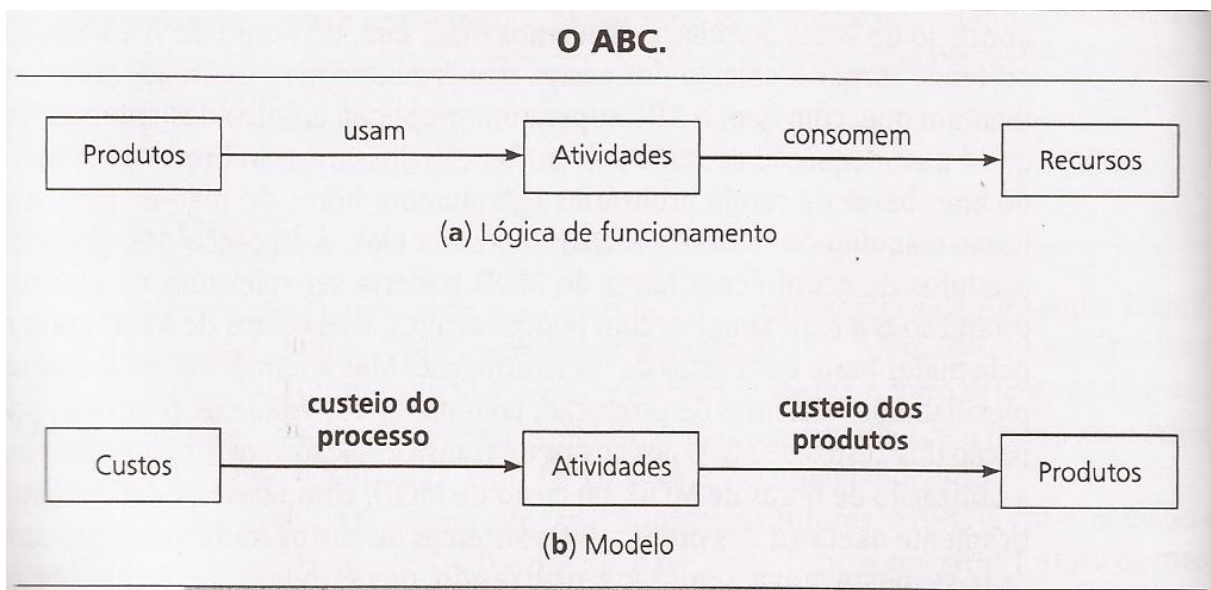 O ABC.
Produtos
usam
Atividades
consomem
Recursos
(a) Lógica de funcionamento
Custos
custeio do
processo
Atividades
custeio dos
produtos
Produtos
(b) Modelo